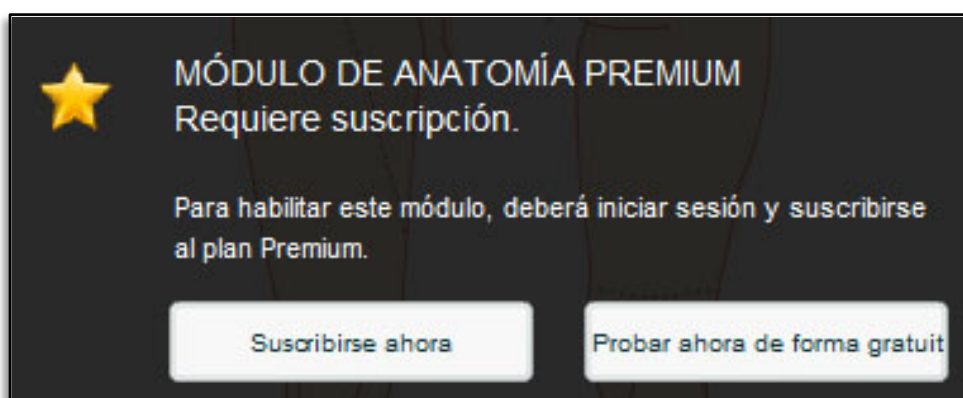 MÓDULO DE ANATOMÍA PREMIUM
Requiere suscripción.
Para habilitar este módulo, deberá iniciar sesión y suscribirse
al plan Premium.
Suscribirse ahora
Probar ahora de forma gratuit